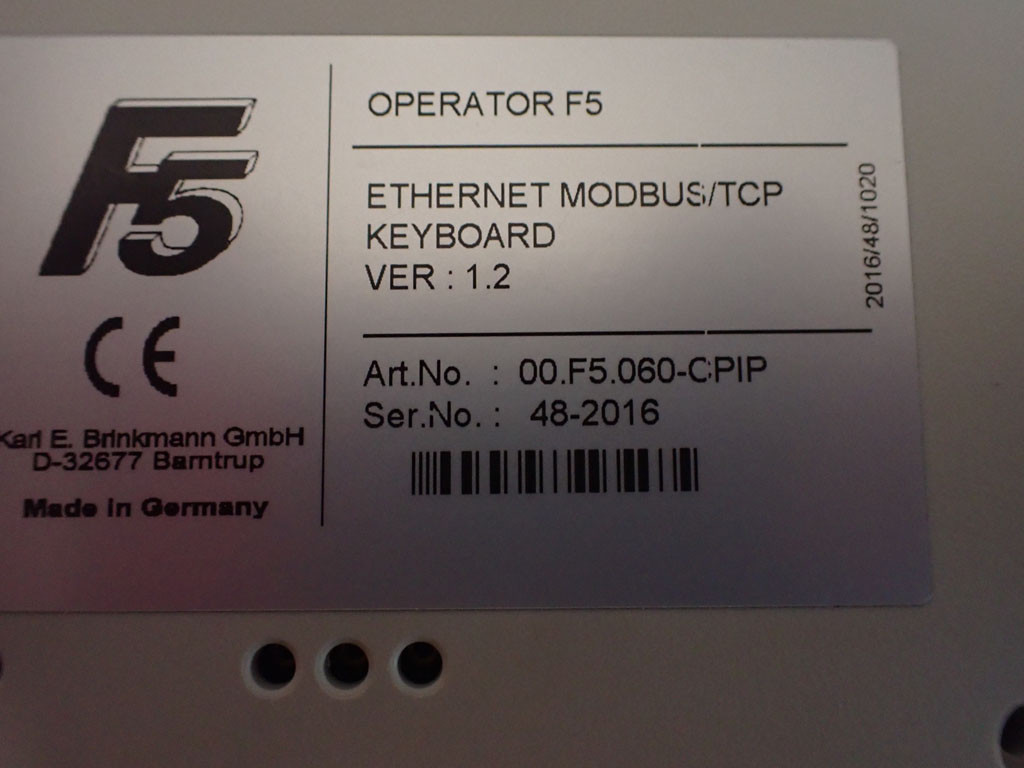 F5
CE
Karl E. Brinkmann GmbH
D-32677 Barntrup
Made in Germany
OPERATOR F5
ETHERNET MODBUS/TCP
KEYBOARD
VER : 1.2
Art.No. : 00.F5.060-CPIP
Ser.No. : 48-2016
2016/48/1020